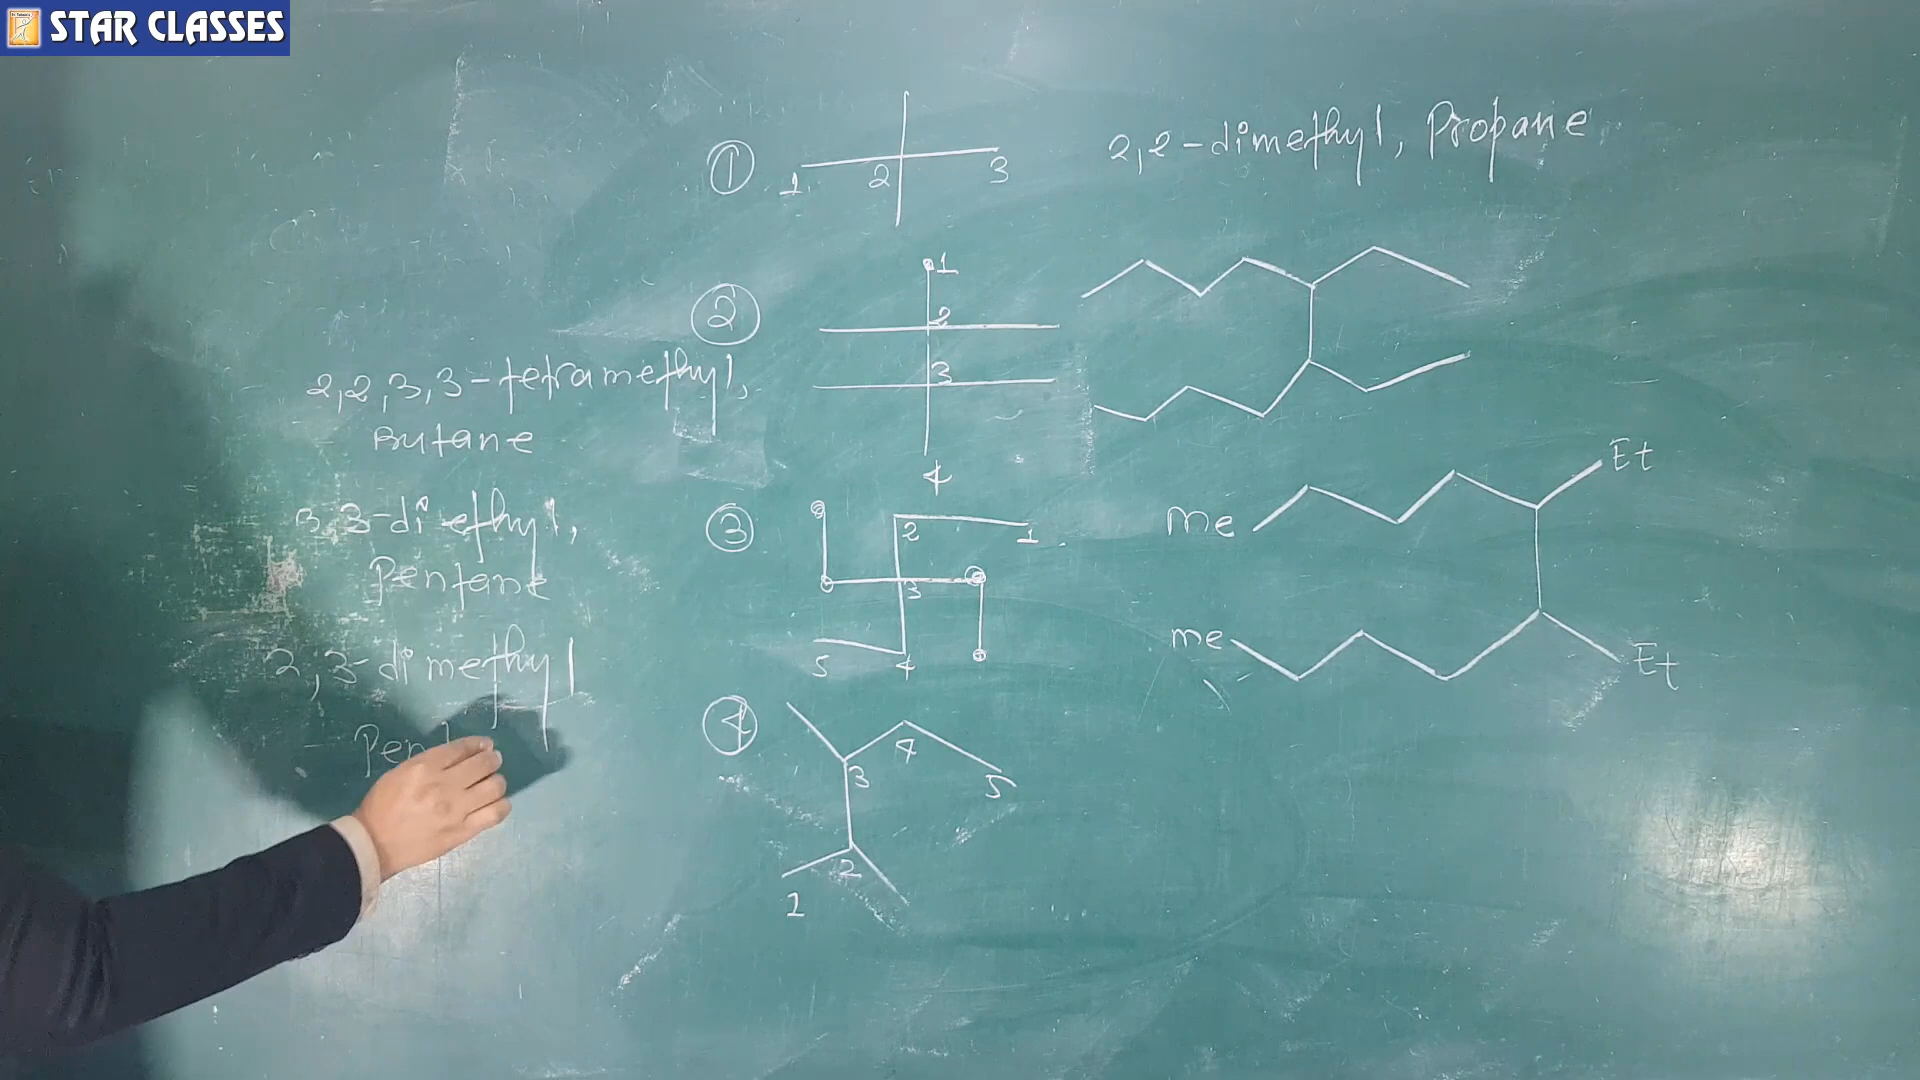 STAR CLASSES
① 1 2 3 2,2-dimethyl, Propane
② 1 2 3 4
2,2,3,3-tetramethyl,
Butane
3,3-diethyl,
Pentane
③ 2 1 3 5 4
2,3-dimethyl
④ 3 4 5 2 1
Et
me
me
Et